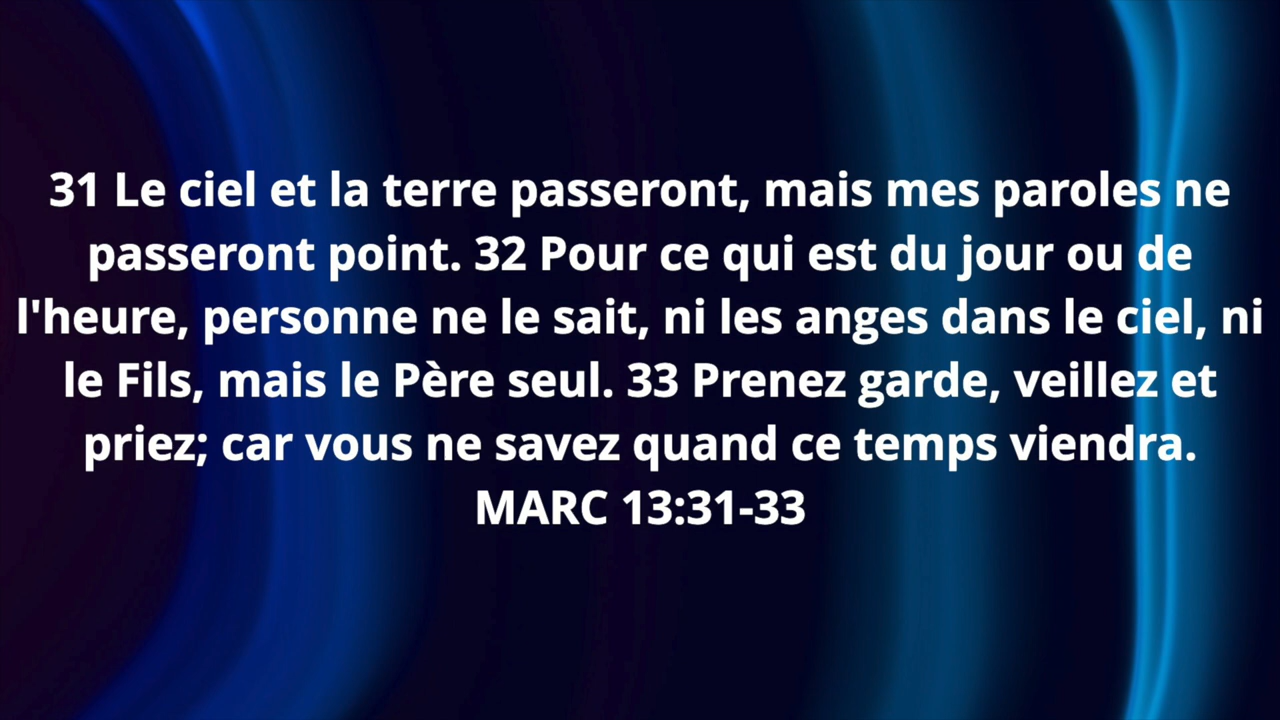 31 Le ciel et la terre passeront, mais mes paroles ne
passeront point. 32 Pour ce qui est du jour ou de
l'heure, personne ne le sait, ni les anges dans le ciel, ni
le Fils, mais le Père seul. 33 Prenez garde, veillez et
priez; car vous ne savez quand ce temps viendra.
MARC 13:31-33